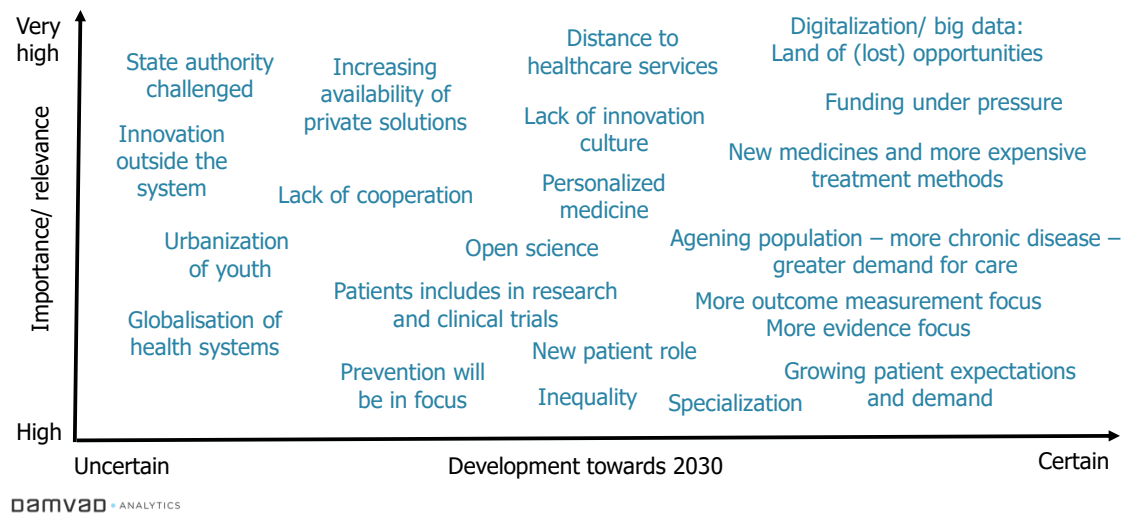 Very
high
Importance/ relevance
High
State authority
challenged
Increasing
availability of
private solutions
Distance to
healthcare services
Digitalization/ big data:
Land of (lost) opportunities
Innovation
outside the
system
Lack of innovation
culture
Funding under pressure
Lack of cooperation
Personalized
medicine
New medicines and more expensive
treatment methods
Urbanization
of youth
Open science
Agening population – more chronic disease –
greater demand for care
Globalisation of
health systems
Patients includes in research
and clinical trials
More outcome measurement focus
More evidence focus
New patient role
Prevention will
be in focus
Inequality
Specialization
Growing patient expectations
and demand
Uncertain
Development towards 2030
Certain
DAMVAD ANALYTICS